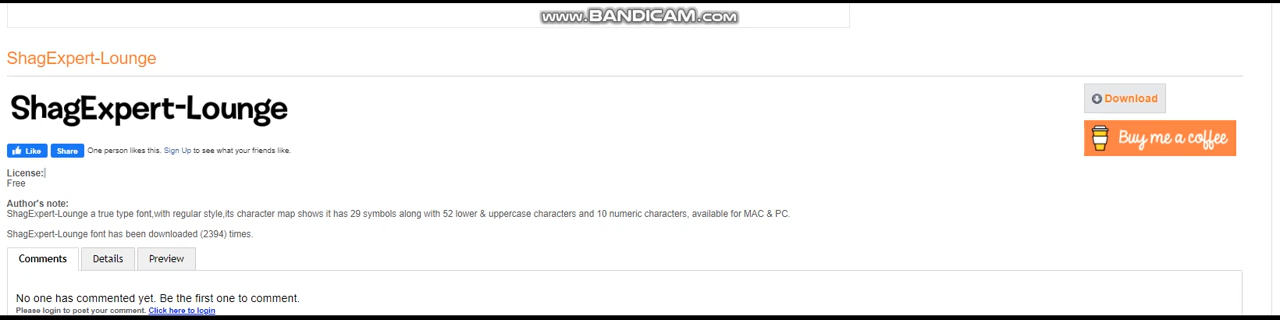 www.BANDICAM.com
ShagExpert-Lounge
ShagExpert-Lounge
Download
Buy me a coffee
Like Share One person likes this. Sign Up to see what your friends like.
License:
Free
Author's note:
ShagExpert-Lounge a true type font,with regular style,its character map shows it has 29 symbols along with 52 lower & uppercase characters and 10 numeric characters, available for MAC & PC.
ShagExpert-Lounge font has been downloaded (2394) times.
Comments Details Preview
No one has commented yet. Be the first one to comment.
Please login to post your comment. Click here to login